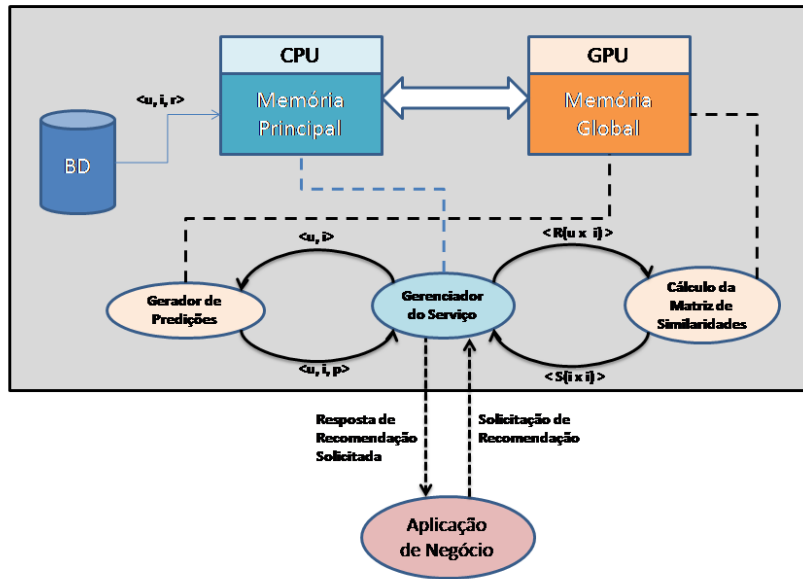 CPU
GPU
<u, i, r>
Memória
Principal
Memória
Global
BD
<u, i>
< R(u x i) >
Gerador de
Predições
Gerenciador
do Serviço
Cálculo da
Matriz de
Similaridades
<u, i, p>
< S(i x i) >
Resposta de
Recomendação
Solicitada
Solicitação de
Recomendação
Aplicação
de Negócio